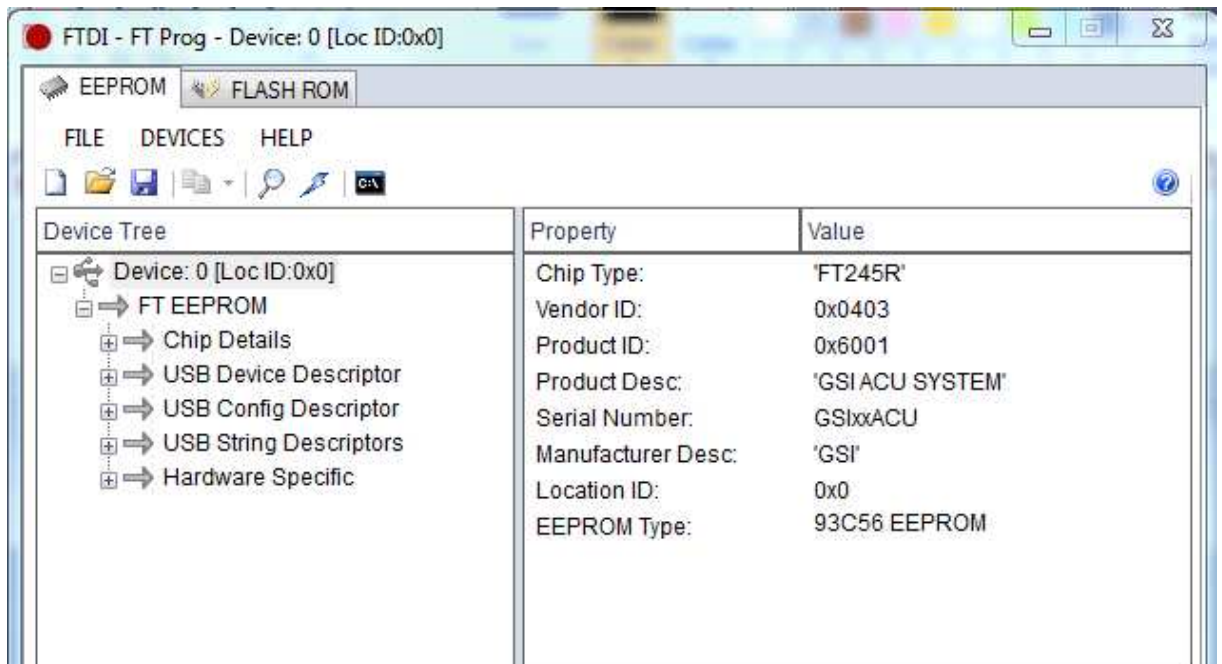 FTDI - FT Prog - Device: 0 [Loc ID:0x0]
EEPROM FLASH ROM
FILE DEVICES HELP
C:\
Device Tree
Device: 0 [Loc ID:0x0]
FT EEPROM
Chip Details
USB Device Descriptor
USB Config Descriptor
USB String Descriptors
Hardware Specific
Property Value
Chip Type: 'FT245R'
Vendor ID: 0x0403
Product ID: 0x6001
Product Desc: 'GSI ACU SYSTEM'
Serial Number: GSIxxACU
Manufacturer Desc: 'GSI'
Location ID: 0x0
EEPROM Type: 93C56 EEPROM